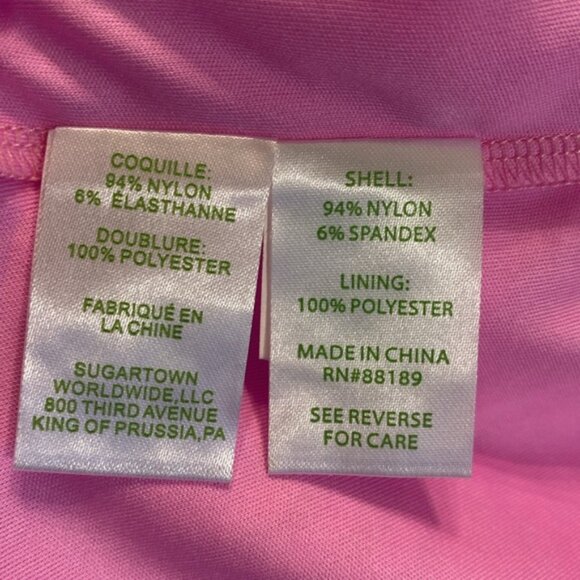 COQUILLE:
94% NYLON
6% ÉLASTHANNE
DOUBLURE:
100% POLYESTER
FABRIQUÉ EN
LA CHINE
SUGARTOWN
WORLDWIDE,LLC
800 THIRD AVENUE
KING OF PRUSSIA,PA
SHELL:
94% NYLON
6% SPANDEX
LINING:
100% POLYESTER
MADE IN CHINA
RN#88189
SEE REVERSE
FOR CARE